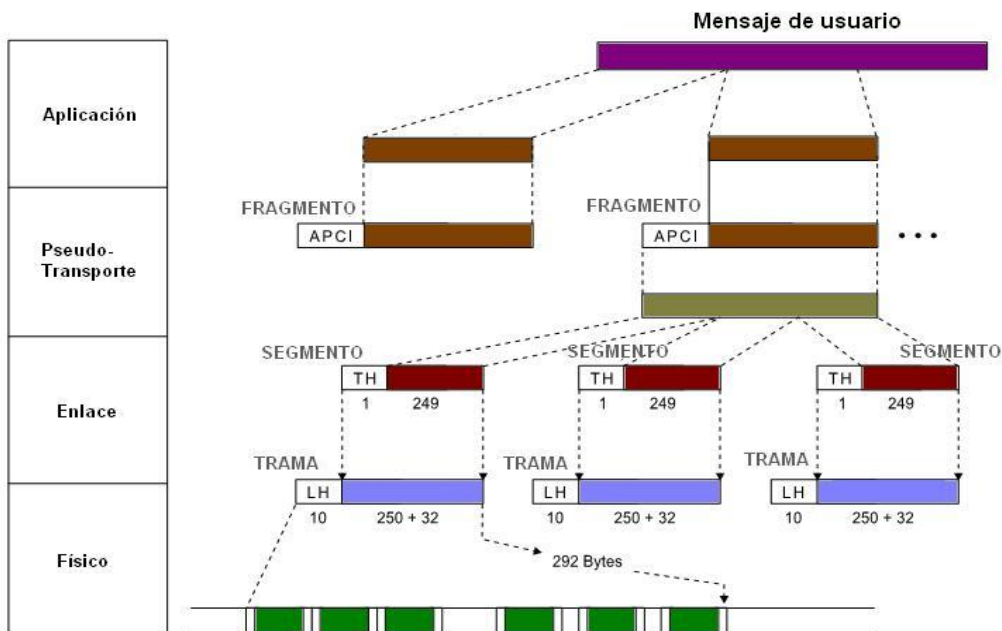 Mensaje de usuario
Aplicación
FRAGMENTO
FRAGMENTO
APCI
APCI
• • •
Pseudo-
Transporte
SEGMENTO
SEGMENTO
SEGMENTO
TH
TH
TH
1 249
1 249
1 249
Enlace
TRAMA
TRAMA
TRAMA
LH
LH
LH
10 250 + 32
10 250 + 32
10 250 + 32
Físico
292 Bytes